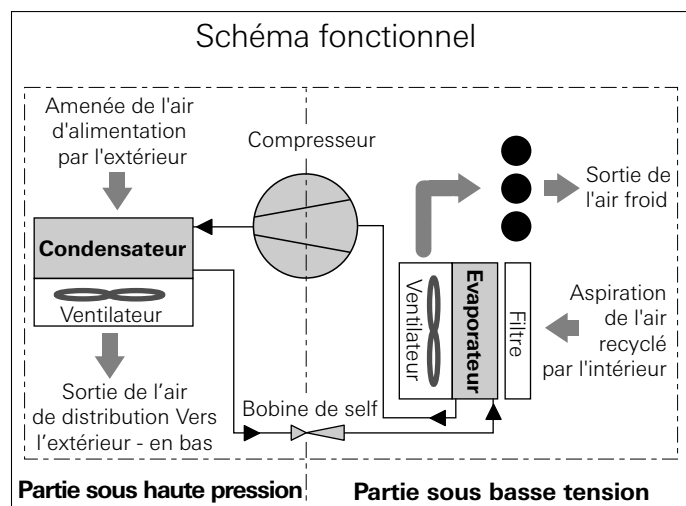 Schéma fonctionnel
Amenée de l'air
d'alimentation
par l'extérieur
Compresseur
Sortie de
l'air froid
Condensateur
Ventilateur
Ventilateur
Evaporateur
Filtre
Aspiration
de l'air
recyclé
par l'intérieur
Sortie de l'air
de distribution Vers
l'extérieur - en bas
Bobine de self
Partie sous haute pression
Partie sous basse tension